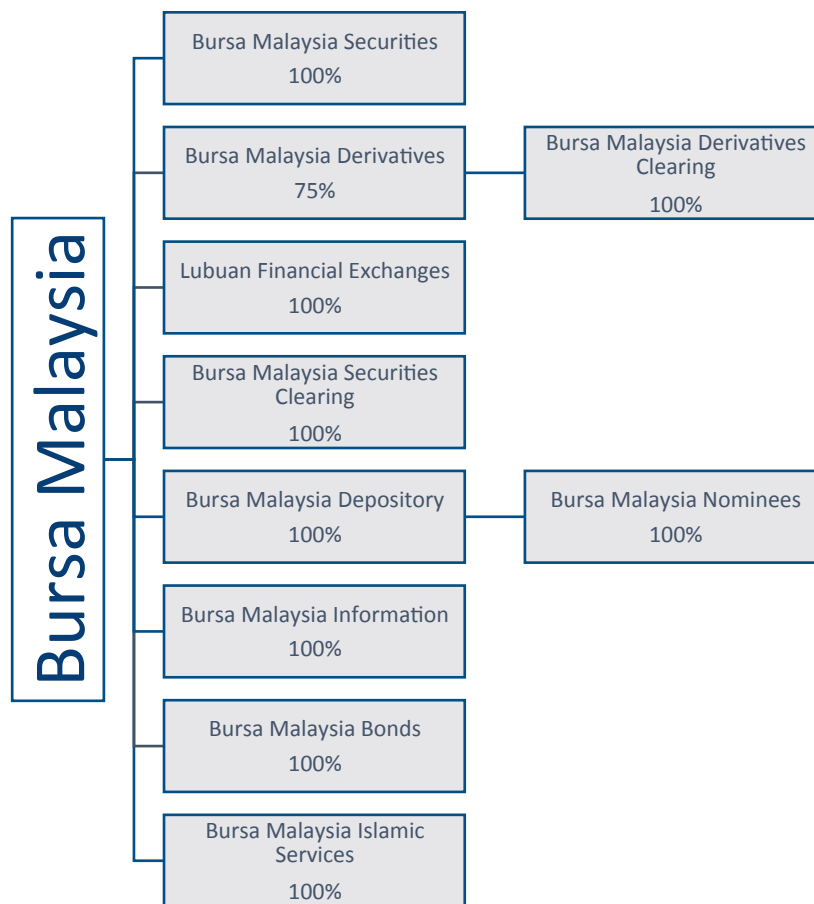 Bursa Malaysia
Bursa Malaysia Securities
100%
Bursa Malaysia Derivatives
75%
Bursa Malaysia Derivatives
Clearing
100%
Lubuan Financial Exchanges
100%
Bursa Malaysia Securities
Clearing
100%
Bursa Malaysia Depository
100%
Bursa Malaysia Nominees
100%
Bursa Malaysia Information
100%
Bursa Malaysia Bonds
100%
Bursa Malaysia Islamic
Services
100%